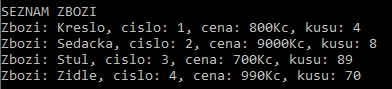 SEZNAM ZBOZI
Zbozi: Kreslo, cislo: 1, cena: 800Kc, kusu: 4
Zbozi: Sedacka, cislo: 2, cena: 9000Kc, kusu: 8
Zbozi: Stul, cislo: 3, cena: 700Kc, kusu: 89
Zbozi: Zidle, cislo: 4, cena: 990Kc, kusu: 70